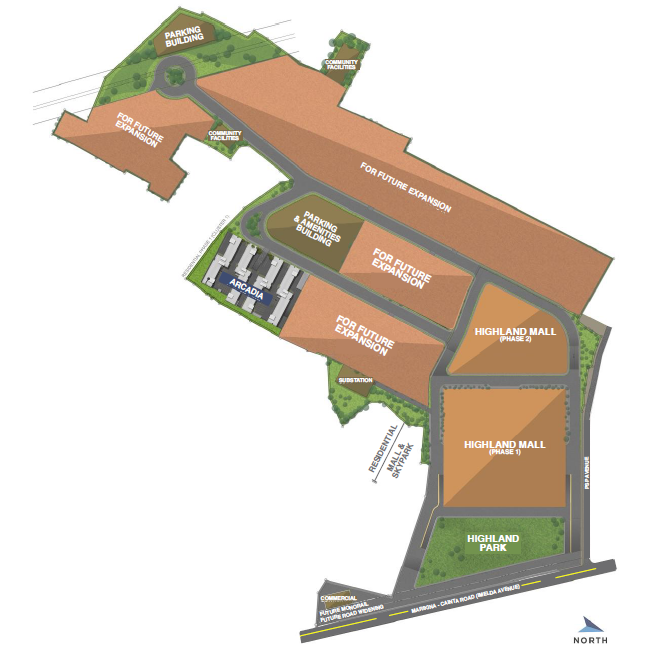 PARKING
BUILDING
COMMUNITY
FACILITIES
FOR FUTURE
EXPANSION
COMMUNITY
FACILITIES
FOR FUTURE EXPANSION
PARKING
& AMENITIES
BUILDING
FOR FUTURE
EXPANSION
ARCADIA
FOR FUTURE
EXPANSION
HIGHLAND MALL
(PHASE 2)
SUBSTATION
RESIDENTIAL
MALL &
SKYPARK
HIGHLAND MALL
(PHASE 1)
HIGHLAND
PARK
COMMERCIAL
FUTURE MONORAIL
FUTURE ROAD WIDENING
MARIKINA - CAINTA ROAD (IMELDA AVENUE)
NORTH